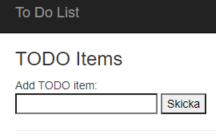 To Do List
TODO Items
Add TODO item:
Skicka